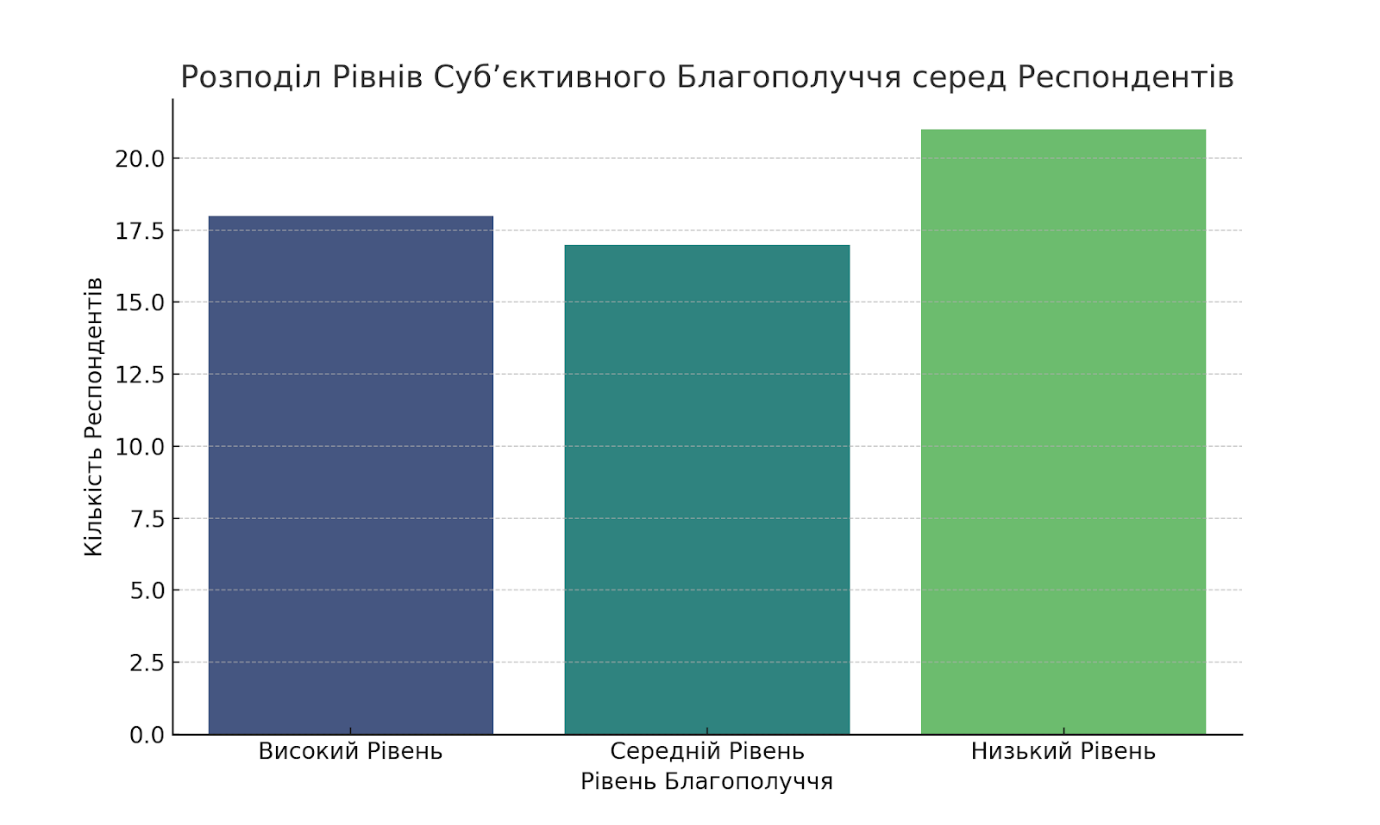 Розподіл Рівнів Суб’єктивного Благополуччя серед Респондентів
Кількість Респондентів
20.0
17.5
15.0
12.5
10.0
7.5
5.0
2.5
0.0
Високий Рівень
Середній Рівень
Низький Рівень
Рівень Благополуччя